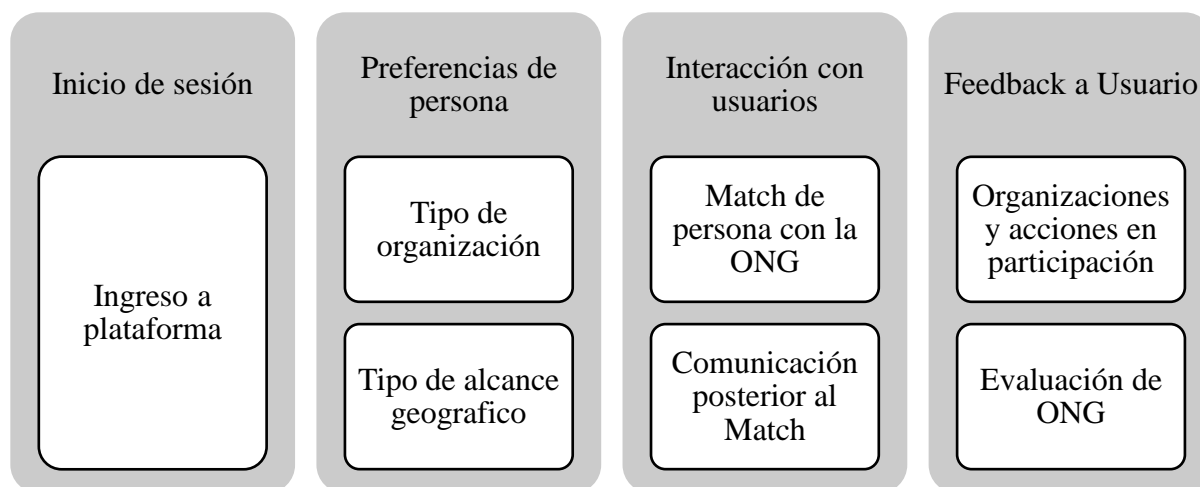 Inicio de sesión
Ingreso a
plataforma
Preferencias de
persona
Tipo de
organización
Tipo de alcance
geografico
Interacción con
usuarios
Match de
persona con la
ONG
Comunicación
posterior al
Match
Feedback a Usuario
Organizaciones
y acciones en
participación
Evaluación de
ONG